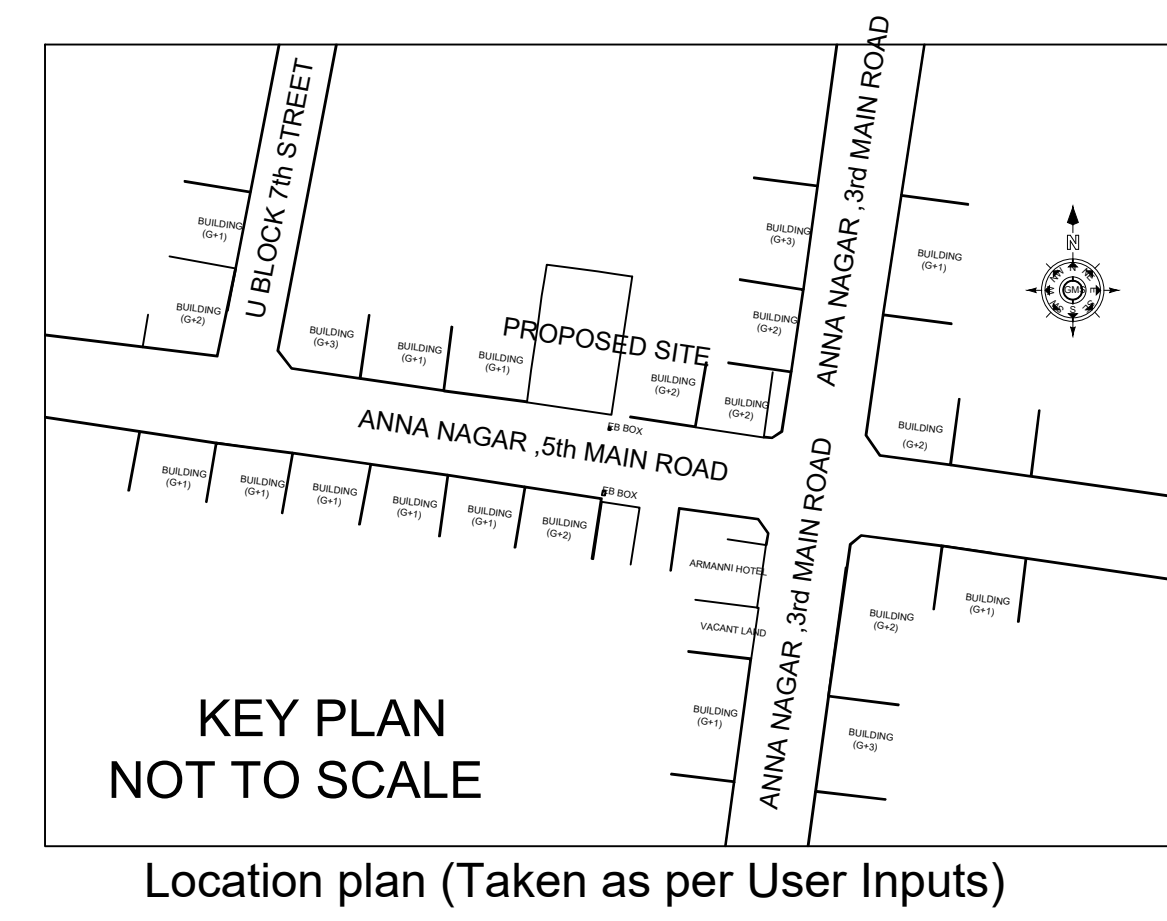 U BLOCK 7th STREET
ANNA NAGAR ,3rd MAIN ROAD
BUILDING
(G+1)
BUILDING
(G+2)
BUILDING
(G+3)
BUILDING
(G+1)
BUILDING
(G+1)
PROPOSED SITE
BUILDING
(G+2)
BUILDING
(G+2)
BUILDING
(G+3)
BUILDING
(G+2)
BUILDING
(G+1)
N
GMS
BUILDING
(G+2)
EB BOX
ANNA NAGAR ,5th MAIN ROAD
EB BOX
BUILDING
(G+1)
BUILDING
(G+1)
BUILDING
(G+1)
BUILDING
(G+1)
BUILDING
(G+1)
BUILDING
(G+2)
ARMANNI HOTEL
VACANT LAND
BUILDING
(G+1)
ANNA NAGAR ,3rd MAIN ROAD
BUILDING
(G+2)
BUILDING
(G+1)
BUILDING
(G+3)
KEY PLAN
NOT TO SCALE
Location plan (Taken as per User Inputs)